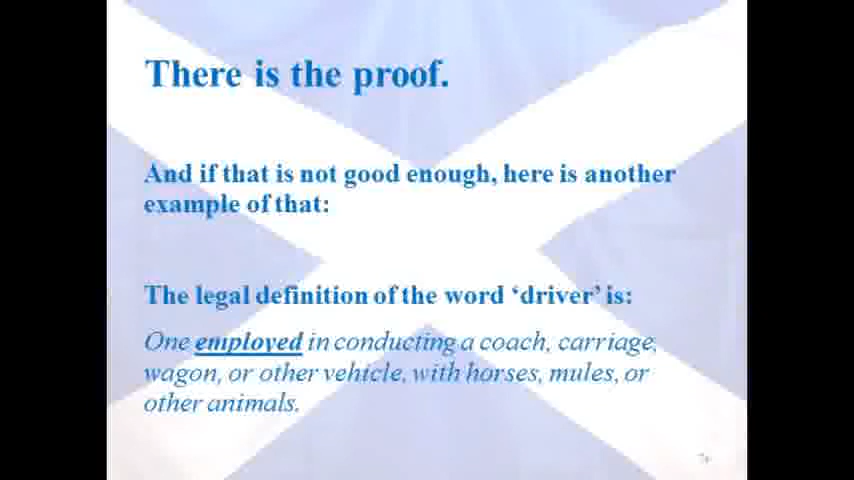 There is the proof.
And if that is not good enough, here is another
example of that:
The legal definition of the word ‘driver’ is:
One employed in conducting a coach, carriage,
wagon, or other vehicle, with horses, mules, or
other animals.